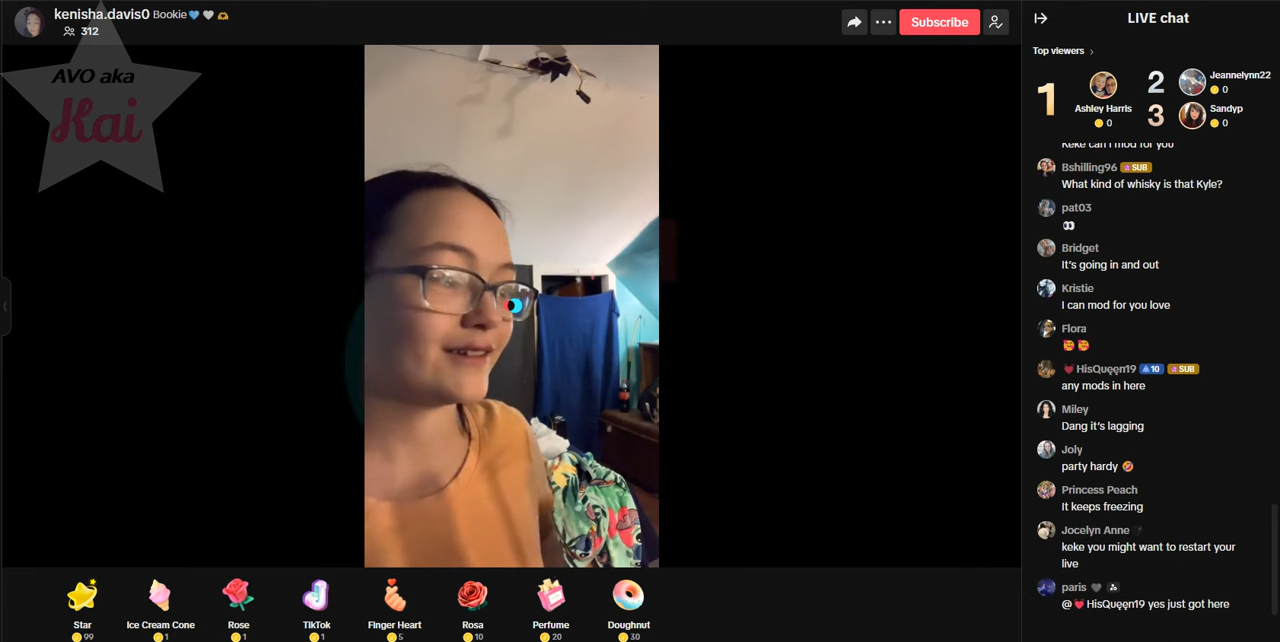 kenisha.davis0 Bookie💙🤍🫶
312
Subscribe
AVO aka
Kai
LIVE chat
Top viewers
1
Ashley Harris
0
2
Jeannelynn22
0
3
Sandyp
0
Keke can i mod for you
Bshilling96 SUB
What kind of whisky is that Kyle?
pat03
👀
Bridget
It's going in and out
Kristie
I can mod for you love
Flora
🥰🥰
💗HisQųęņ19 10 SUB
any mods in here
Miley
Dang it's lagging
Joly
party hardy 🤣
Princess Peach
It keeps freezing
Jocelyn Anne
keke you might want to restart your
live
paris 🖤
@💗HisQųęņ19 yes just got here
Star
99
Ice Cream Cone
1
Rose
1
TikTok
1
Finger Heart
5
Rosa
10
Perfume
20
Doughnut
30